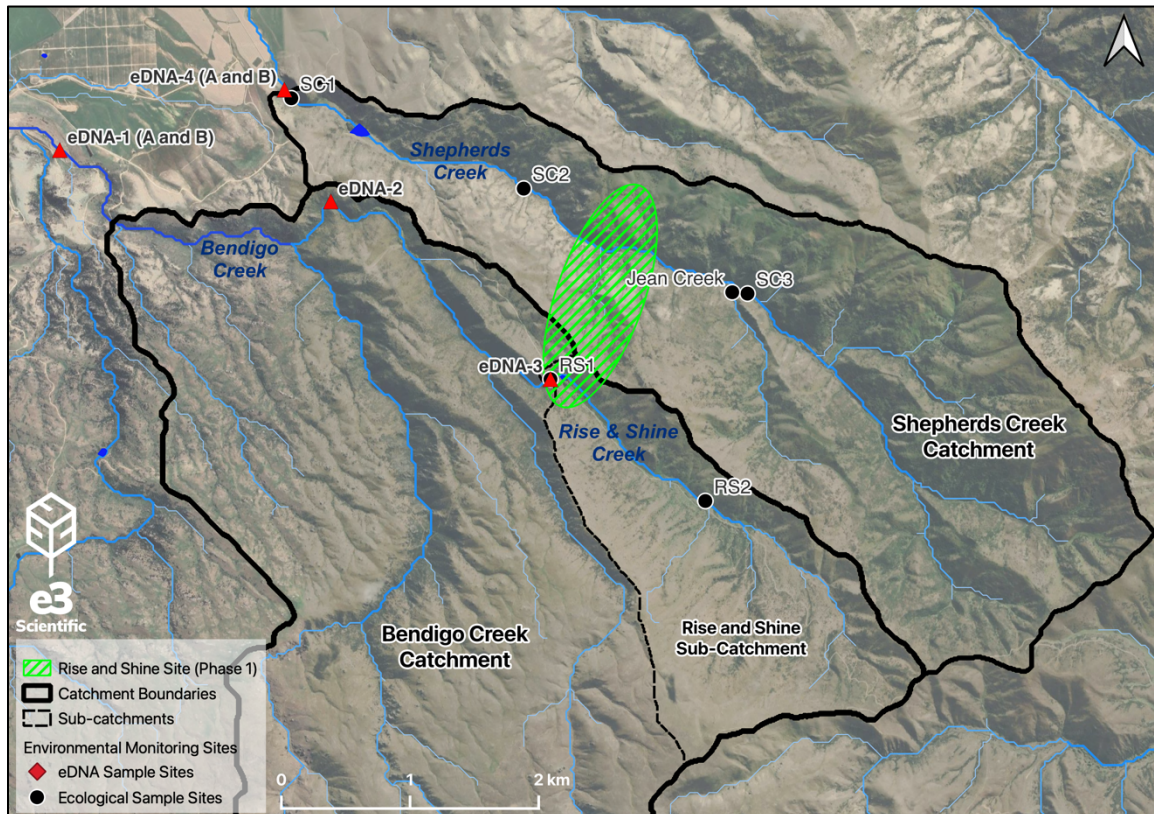 eDNA-4 (A and B)
SC1
eDNA-1 (A and B)
Shepherds
Creek
SC2
eDNA-2
Bendigo
Creek
Jean Creek
SC3
eDNA-3
RS1
Rise & Shine
Creek
Shepherds Creek
Catchment
RS2
Bendigo Creek
Catchment
Rise and Shine
Sub-Catchment
e3
Scientific
Rise and Shine Site (Phase 1)
Catchment Boundaries
Sub-catchments
Environmental Monitoring Sites
eDNA Sample Sites
Ecological Sample Sites
0 1 2 km